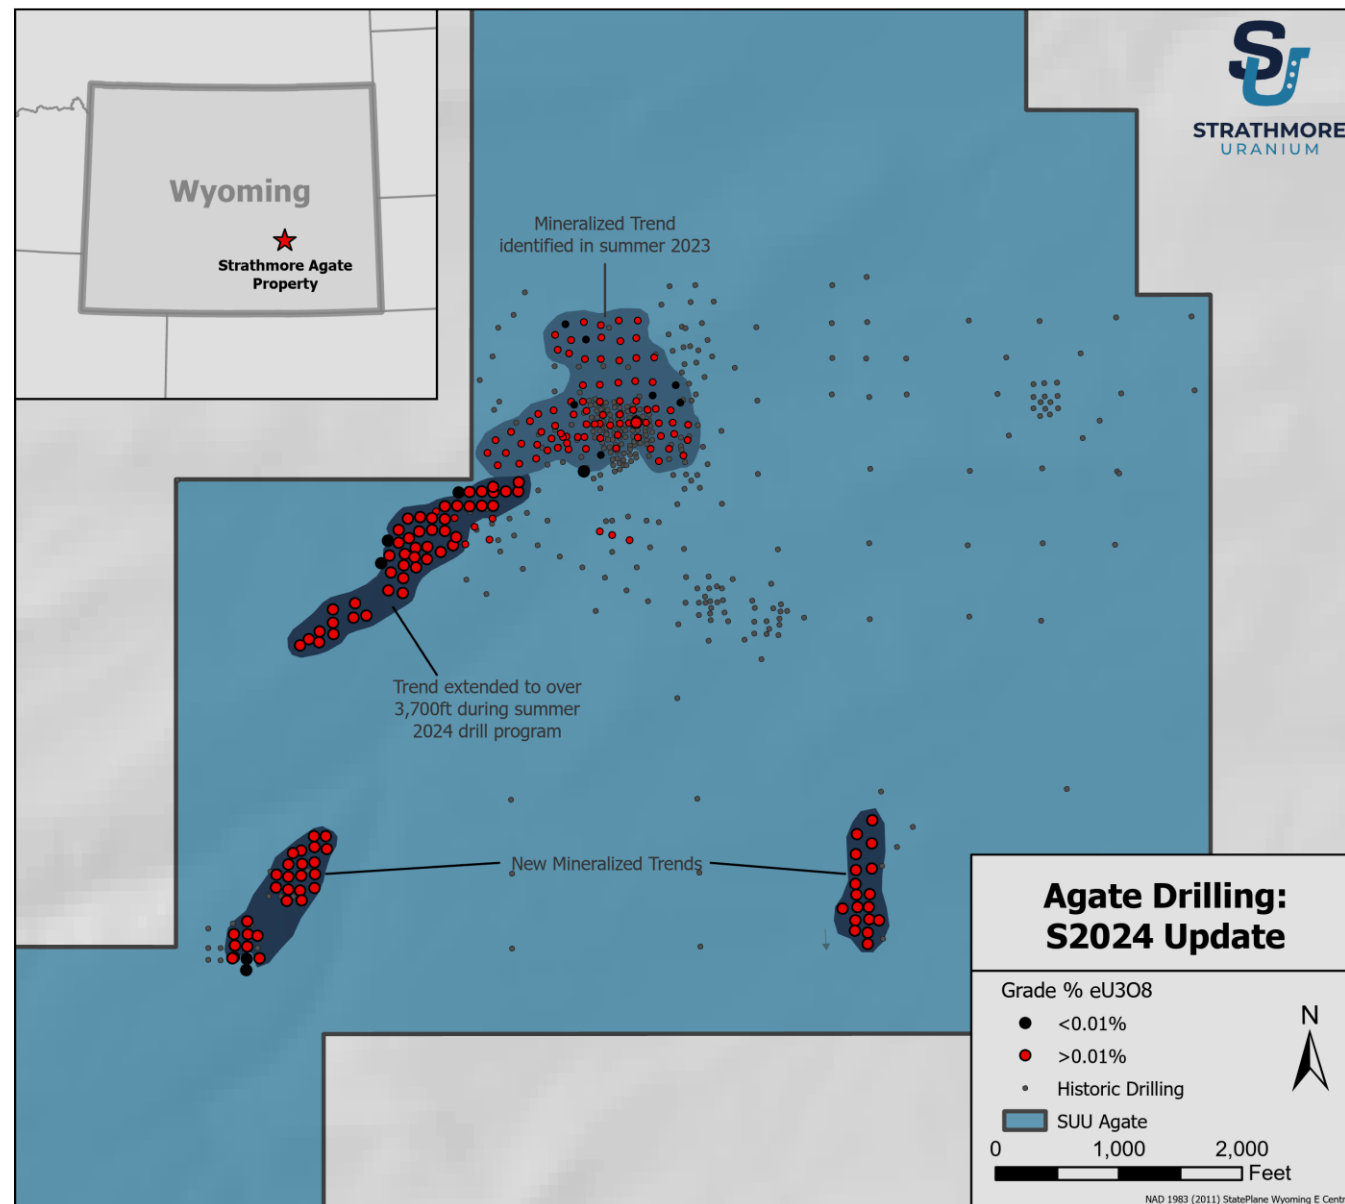 Wyoming
Strathmore Agate
Property
SU
STRATHMORE
URANIUM
Mineralized Trend
identified in summer 2023
Trend extended to over
3,700ft during summer
2024 drill program
New Mineralized Trends
Agate Drilling:
S2024 Update
Grade % eU3O8
<0.01%
>0.01%
Historic Drilling
SUU Agate
N
0 1,000 2,000
Feet
NAD 1983 (2011) StatePlane Wyoming E Centr